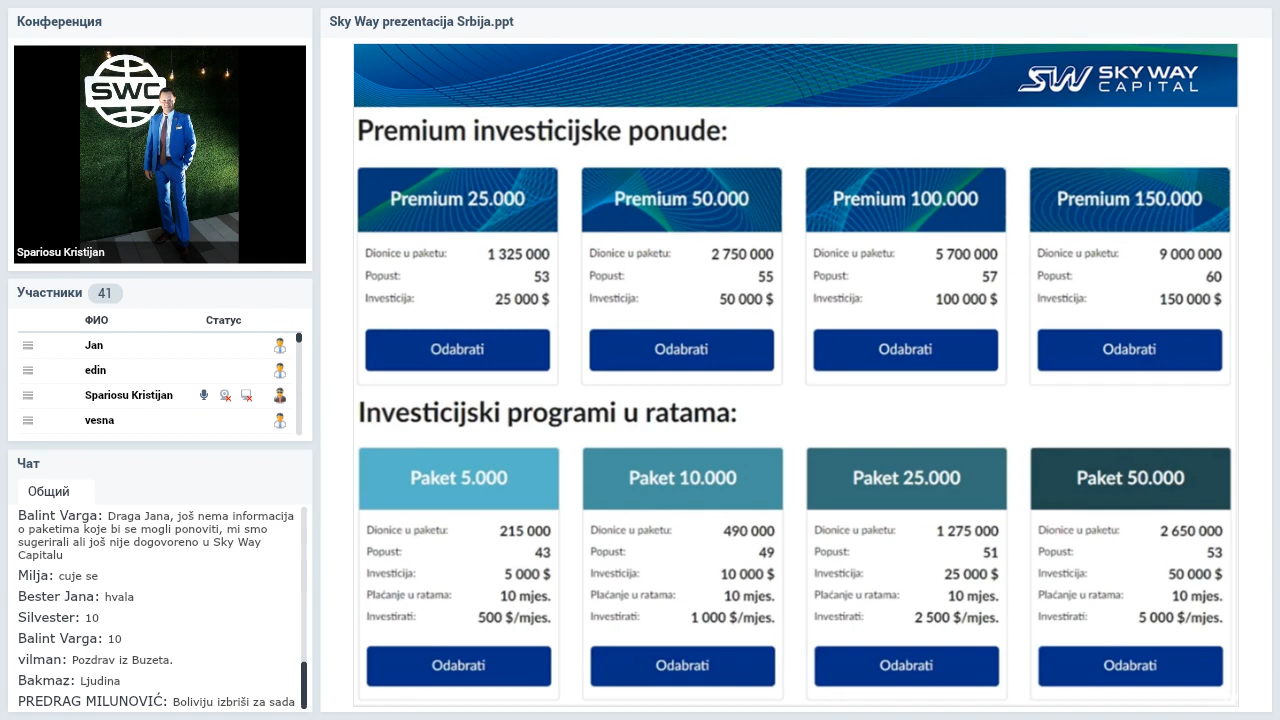 Конференция
SWC
Spariosu Kristijan
Участники 41
ФИО Статус
Jan
edin
Spariosu Kristijan
vesna
Чат
Общий
Balint Varga: Draga Jana, još nema informacija
o paketima koje bi se mogli ponoviti, mi smo
sugerirali ali još nije dogovoreno u Sky Way
Capitalu
Milja: cuje se
Bester Jana: hvala
Silvester: 10
Balint Varga: 10
vilman: Pozdrav iz Buzeta.
Bakmaz: Ljudina
PREDRAG MILUNOVIĆ: Boliviju izbriši za sada
Sky Way prezentacija Srbija.ppt
SW SKY WAY
CAPITAL
Premium investicijske ponude:
Premium 25.000
Dionice u paketu: 1 325 000
Popust: 53
Investicija: 25 000 $
Odabrati
Premium 50.000
Dionice u paketu: 2 750 000
Popust: 55
Investicija: 50 000 $
Odabrati
Premium 100.000
Dionice u paketu: 5 700 000
Popust: 57
Investicija: 100 000 $
Odabrati
Premium 150.000
Dionice u paketu: 9 000 000
Popust: 60
Investicija: 150 000 $
Odabrati
Investicijski programi u ratama:
Paket 5.000
Dionice u paketu: 215 000
Popust: 43
Investicija: 5 000 $
Plaćanje u ratama: 10 mjes.
Investirati: 500 $/mjes.
Odabrati
Paket 10.000
Dionice u paketu: 490 000
Popust: 49
Investicija: 10 000 $
Plaćanje u ratama: 10 mjes.
Investirati: 1 000 $/mjes.
Odabrati
Paket 25.000
Dionice u paketu: 1 275 000
Popust: 51
Investicija: 25 000 $
Plaćanje u ratama: 10 mjes.
Investirati: 2 500 $/mjes.
Odabrati
Paket 50.000
Dionice u paketu: 2 650 000
Popust: 53
Investicija: 50 000 $
Plaćanje u ratama: 10 mjes.
Investirati: 5 000 $/mjes.
Odabrati